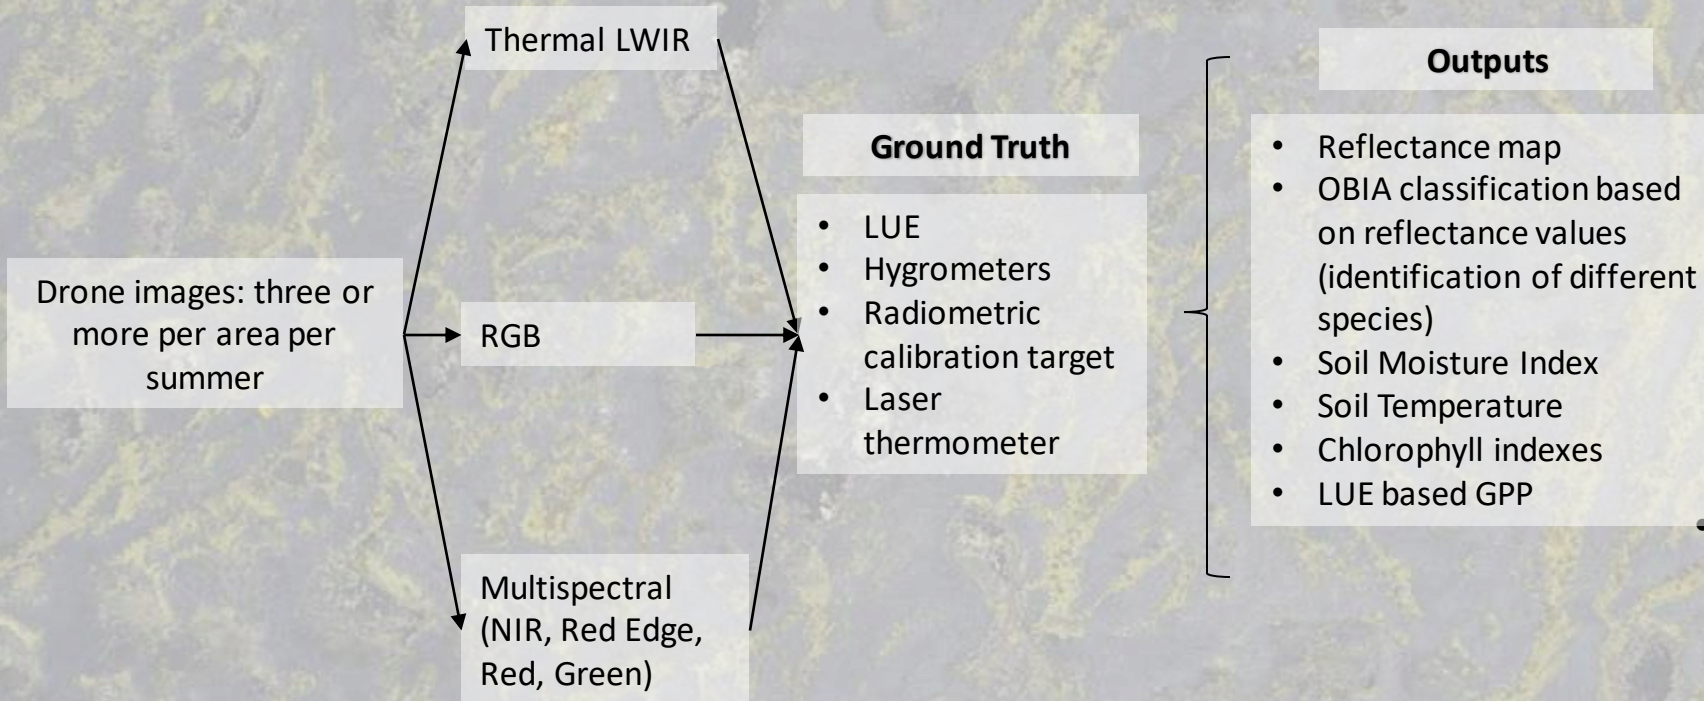 Drone images: three or
more per area per
summer
Thermal LWIR
RGB
Multispectral
(NIR, Red Edge,
Red, Green)
Ground Truth
• LUE
• Hygrometers
• Radiometric
calibration target
• Laser
thermometer
Outputs
• Reflectance map
• OBIA classification based
on reflectance values
(identification of different
species)
• Soil Moisture Index
• Soil Temperature
• Chlorophyll indexes
• LUE based GPP